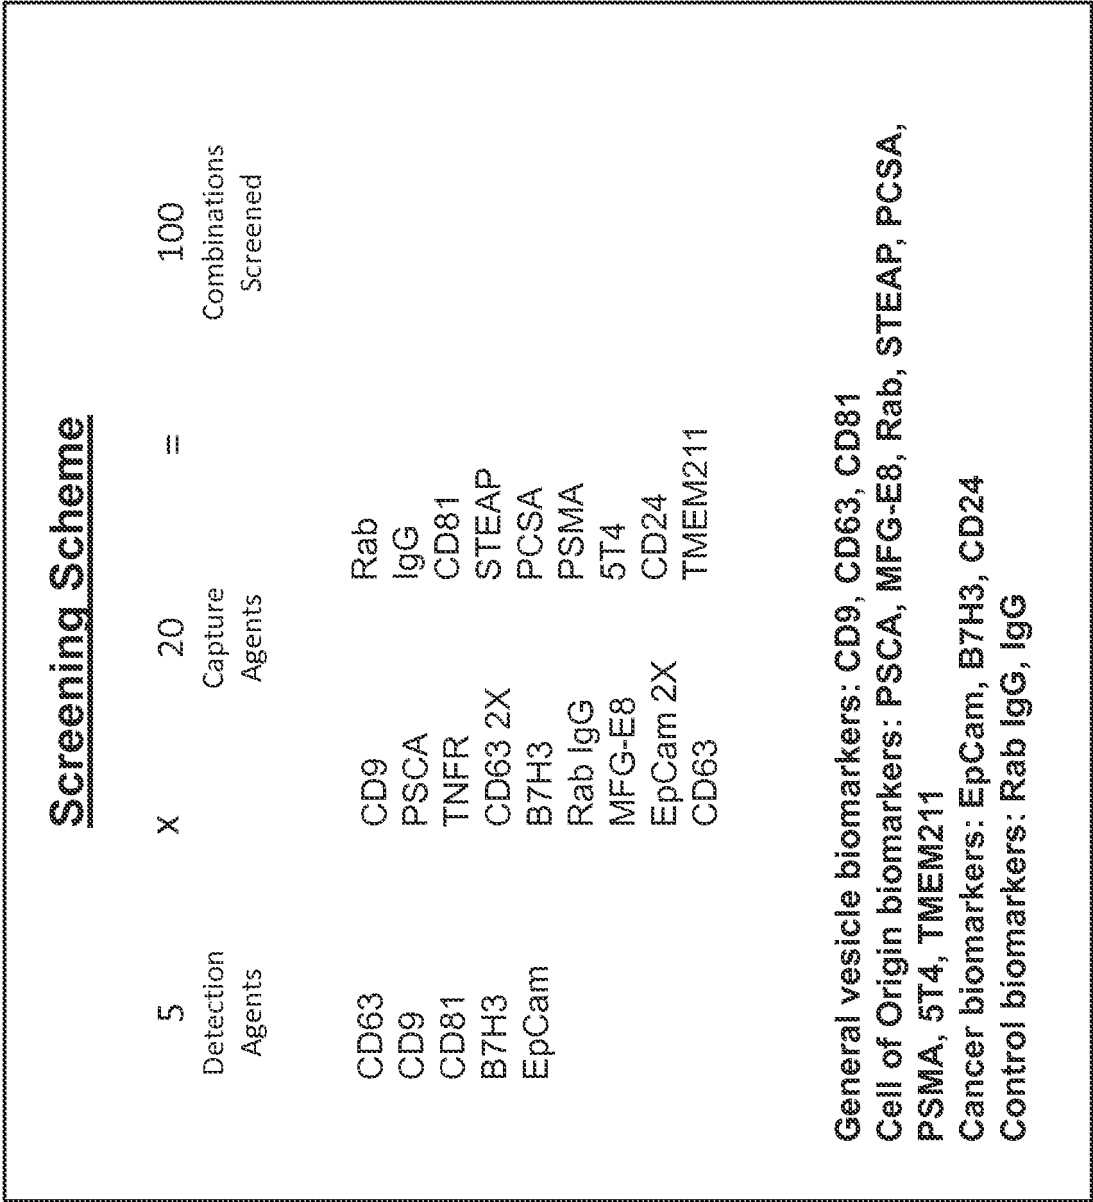 Screening Scheme
5 x 20 = 100
Detection Agents
Capture Agents
Combinations Screened
CD63
CD9
CD81
B7H3
EpCam
CD9
PSCA
TNFR
CD63 2X
B7H3
Rab IgG
MFG-E8
EpCam 2X
CD63
Rab
IgG
CD81
STEAP
PCSA
PSMA
5T4
CD24
TMEM211
General vesicle biomarkers: CD9, CD63, CD81
Cell of Origin biomarkers: PSCA, MFG-E8, Rab, STEAP, PCSA,
PSMA, 5T4, TMEM211
Cancer biomarkers: EpCam, B7H3, CD24
Control biomarkers: Rab IgG, IgG